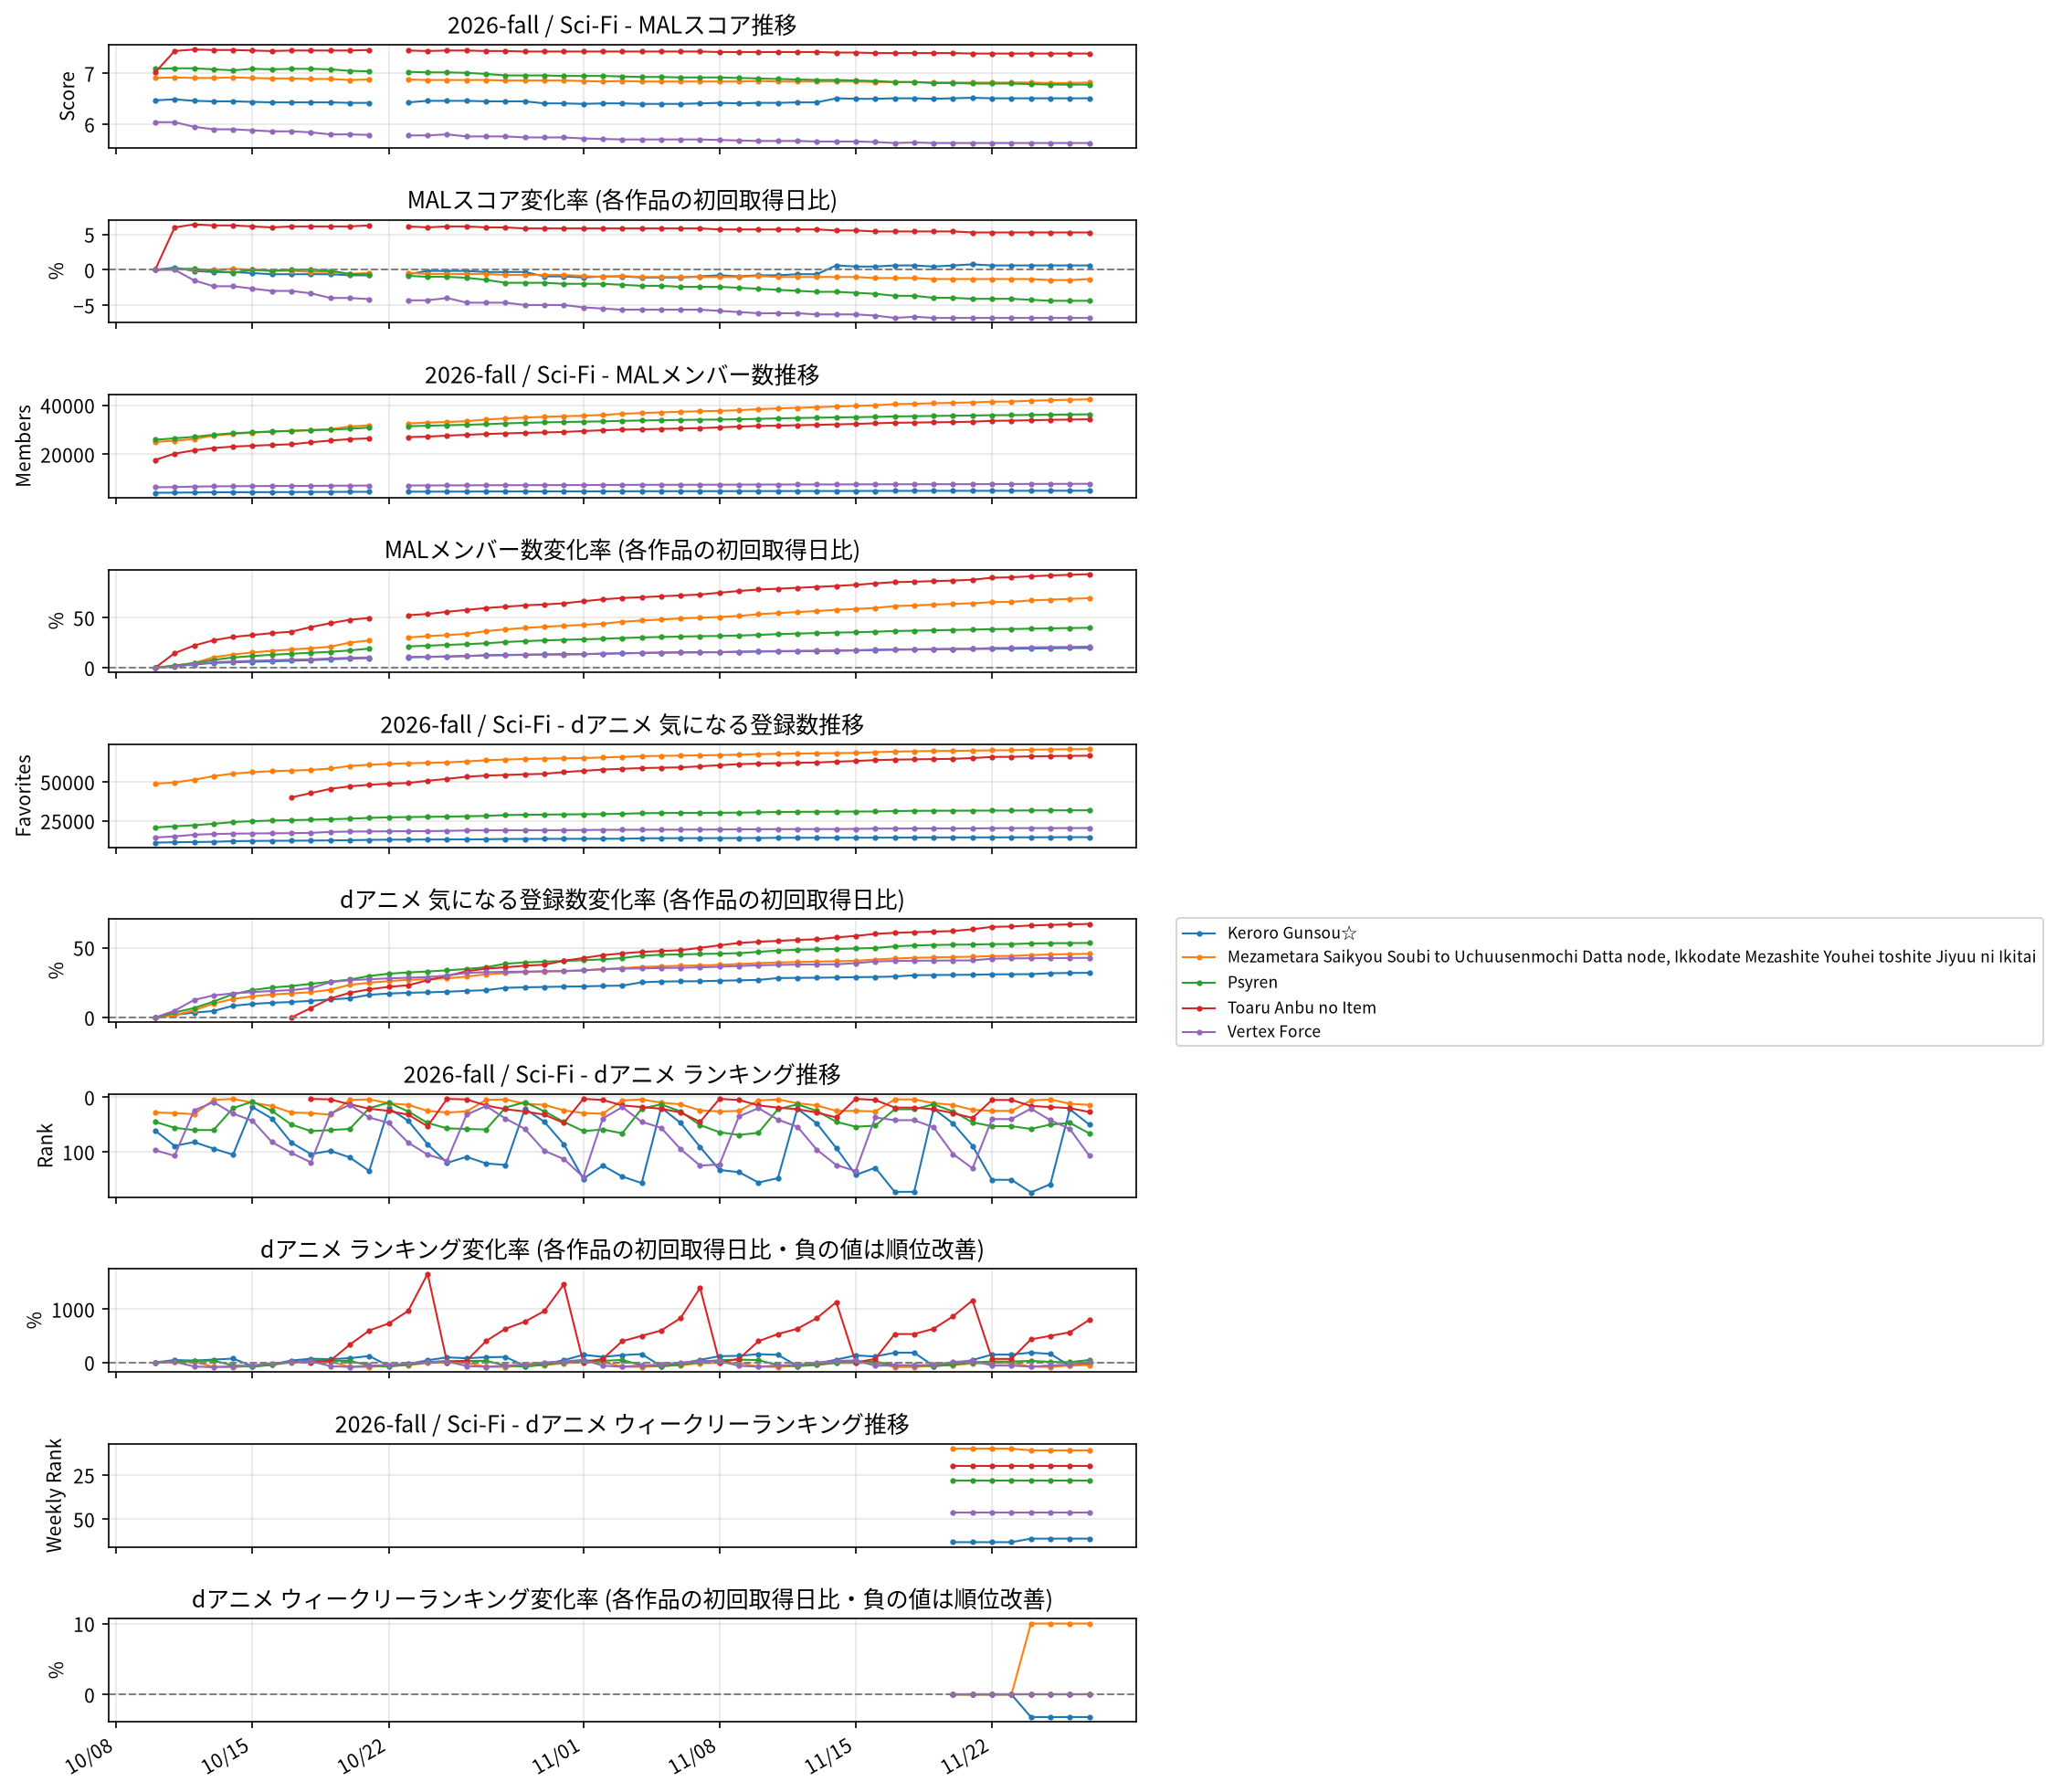 2026-fall / Sci-Fi - MALスコア推移
Score
7
6
MALスコア変化率 (各作品の初回取得日比)
%
5
0
−5
2026-fall / Sci-Fi - MALメンバー数推移
Members
40000
20000
MALメンバー数変化率 (各作品の初回取得日比)
%
50
0
2026-fall / Sci-Fi - dアニメ 気になる登録数推移
Favorites
50000
25000
dアニメ 気になる登録数変化率 (各作品の初回取得日比)
%
50
0
Keroro Gunsou☆
Mezametara Saikyou Soubi to Uchuusenmochi Datta node, Ikkodate Mezashite Youhei toshite Jiyuu ni Ikitai
Psyren
Toaru Anbu no Item
Vertex Force
2026-fall / Sci-Fi - dアニメ ランキング推移
Rank
0
100
dアニメ ランキング変化率 (各作品の初回取得日比・負の値は順位改善)
%
1000
0
2026-fall / Sci-Fi - dアニメ ウィークリーランキング推移
Weekly Rank
25
50
dアニメ ウィークリーランキング変化率 (各作品の初回取得日比・負の値は順位改善)
%
10
0
10/08
10/15
10/22
11/01
11/08
11/15
11/22